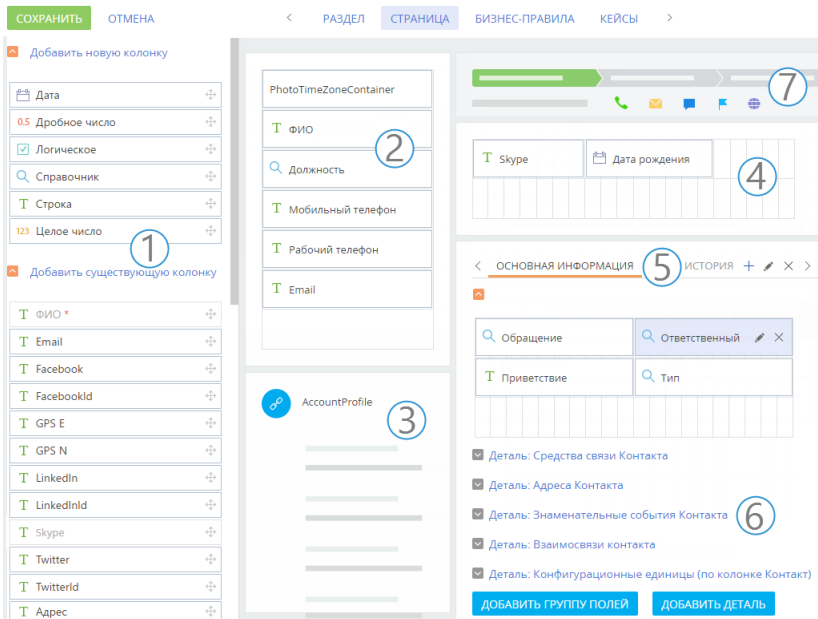 СОХРАНИТЬ ОТМЕНА РАЗДЕЛ СТРАНИЦА БИЗНЕС-ПРАВИЛА КЕЙСЫ
Добавить новую колонку
Дата
0.5 Дробное число
Логическое
Справочник
T Строка
123 Целое число
1
Добавить существующую колонку
T ФИО *
T Email
T Facebook
T FacebookId
T GPS E
T GPS N
T LinkedIn
T LinkedInId
T Skype
T Twitter
T TwitterId
T Адрес
PhotoTimeZoneContainer
T ФИО
2
Должность
T Мобильный телефон
T Рабочий телефон
T Email
AccountProfile
3
7
T Skype
Дата рождения
4
ОСНОВНАЯ ИНФОРМАЦИЯ
5
ИСТОРИЯ
Обращение
Ответственный
T Приветствие
Тип
Деталь: Средства связи Контакта
Деталь: Адреса Контакта
Деталь: Знаменательные события Контакта
6
Деталь: Взаимосвязи контакта
Деталь: Конфигурационные единицы (по колонке Контакт)
ДОБАВИТЬ ГРУППУ ПОЛЕЙ ДОБАВИТЬ ДЕТАЛЬ